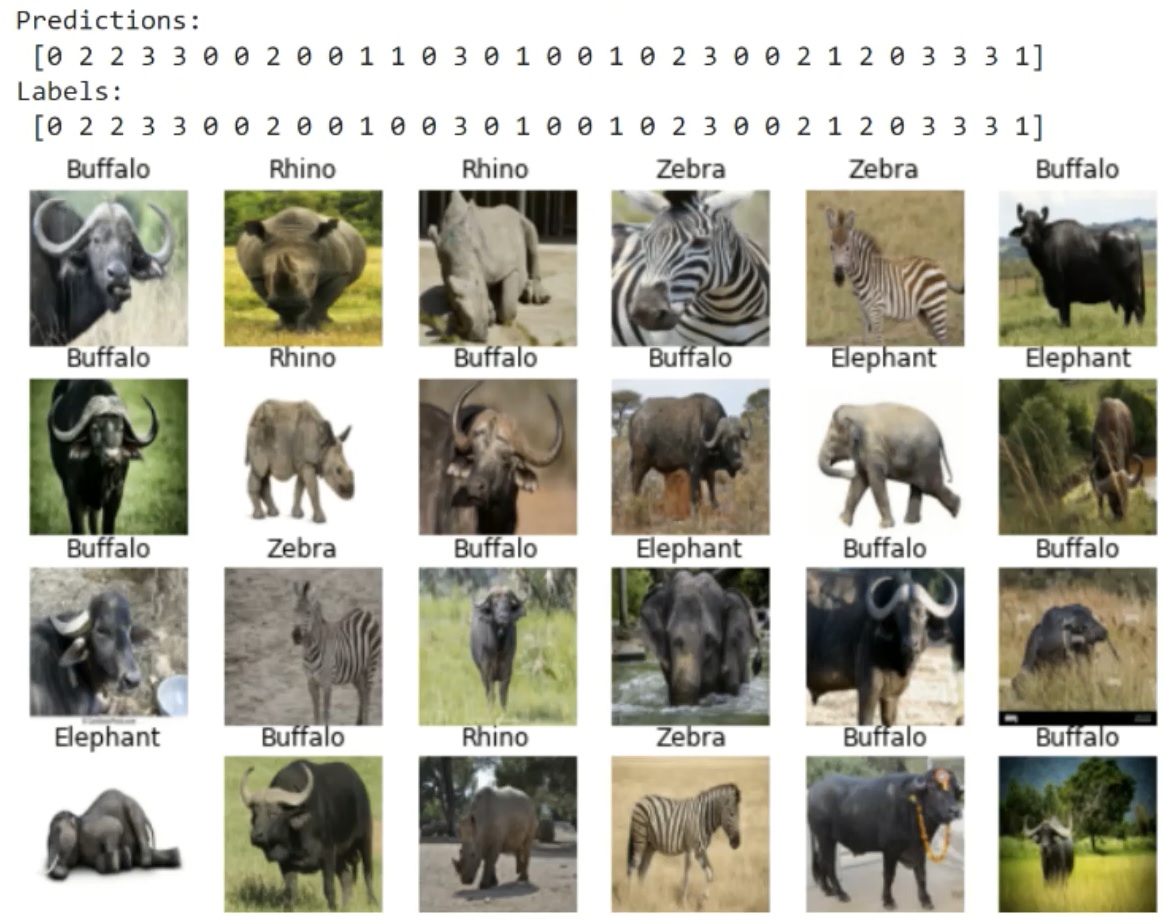 Predictions:
[0 2 2 3 3 0 0 2 0 0 1 1 0 3 0 1 0 0 1 0 2 3 0 0 2 1 2 0 3 3 3 1]
Labels:
[0 2 2 3 3 0 0 2 0 0 1 0 0 3 0 1 0 0 1 0 2 3 0 0 2 1 2 0 3 3 3 1]
Buffalo Rhino Rhino Zebra Zebra Buffalo
Buffalo Rhino Buffalo Buffalo Elephant Elephant
Buffalo Zebra Buffalo Elephant Buffalo Buffalo
Elephant Buffalo Rhino Zebra Buffalo Buffalo